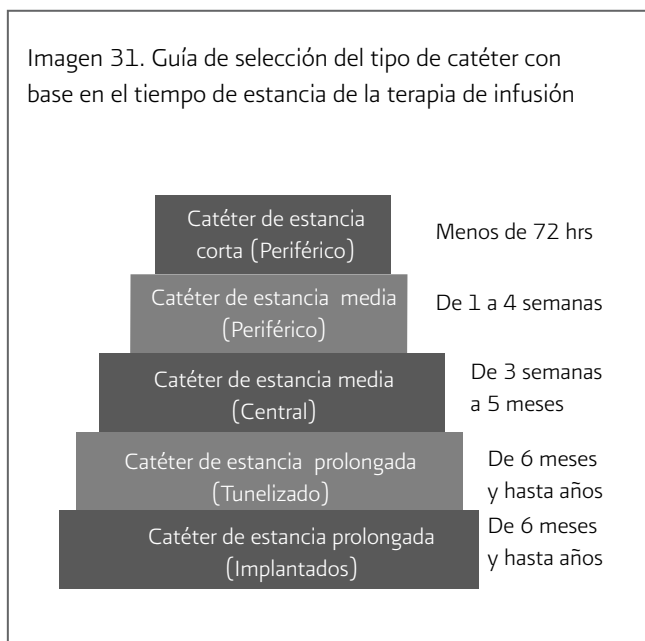 Imagen 31. Guía de selección del tipo de catéter con
base en el tiempo de estancia de la terapia de infusión
Catéter de estancia
corta (Periférico)
Menos de 72 hrs
Catéter de estancia media
(Periférico)
De 1 a 4 semanas
Catéter de estancia media
(Central)
De 3 semanas
a 5 meses
Catéter de estancia prolongada
(Tunelizado)
De 6 meses
y hasta años
Catéter de estancia prolongada
(Implantados)
De 6 meses
y hasta años